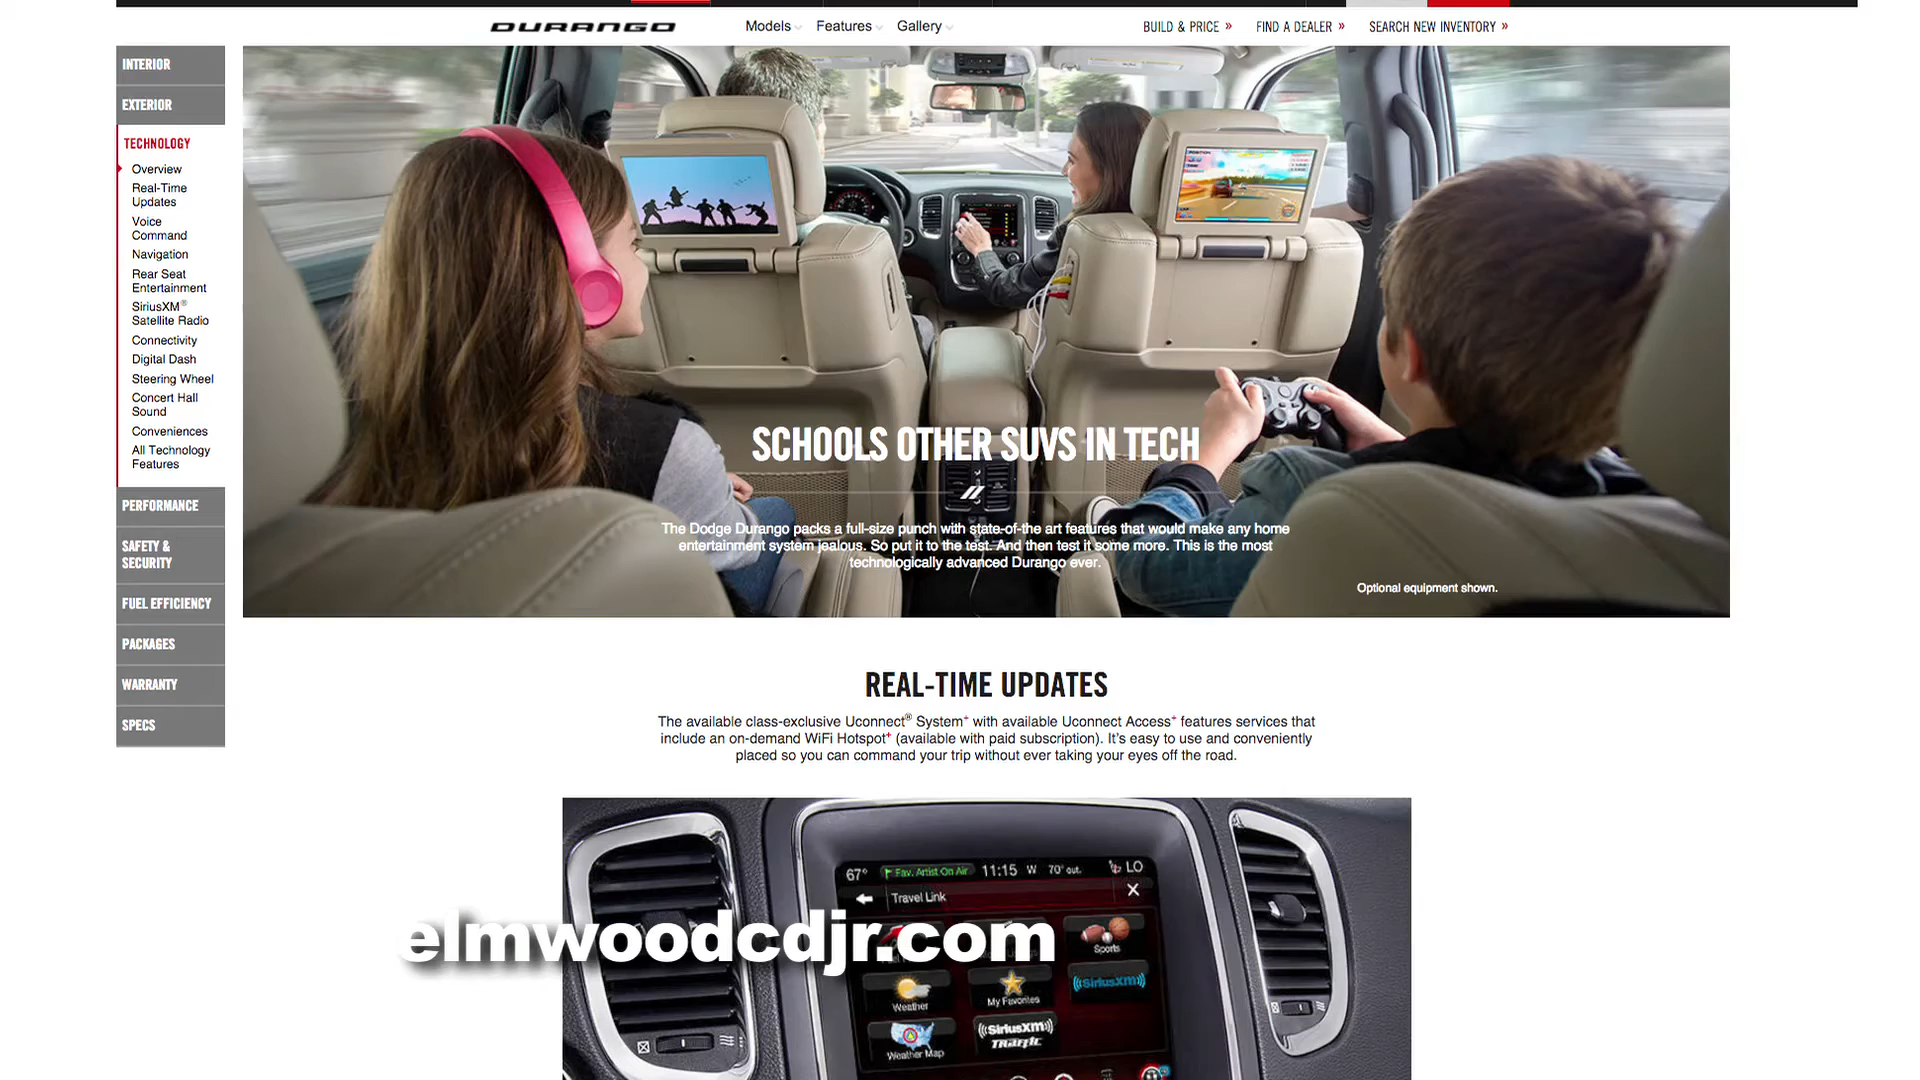 DURANGO
Models
Features
Gallery
BUILD & PRICE »
FIND A DEALER »
SEARCH NEW INVENTORY »
INTERIOR
EXTERIOR
TECHNOLOGY
Overview
Real-Time
Updates
Voice
Command
Navigation
Rear Seat
Entertainment
SiriusXM®
Satellite Radio
Connectivity
Digital Dash
Steering Wheel
Concert Hall
Sound
Conveniences
All Technology
Features
PERFORMANCE
SAFETY &
SECURITY
FUEL EFFICIENCY
PACKAGES
WARRANTY
SPECS
SCHOOLS OTHER SUVS IN TECH
The Dodge Durango packs a full-size punch with state-of-the art features that would make any home
entertainment system jealous. So put it to the test. And then test it some more. This is the most
technologically advanced Durango ever.
Optional equipment shown.
REAL-TIME UPDATES
The available class-exclusive Uconnect® System+ with available Uconnect Access+ features services that
include an on-demand WiFi Hotspot+ (available with paid subscription). It's easy to use and conveniently
placed so you can command your trip without ever taking your eyes off the road.
67° Fav. Artist On Air 11:15 W 70° out. LO
Travel Link
Sports
elmwoodcdjr.com
Weather
My Favorites
((SiriusXM))
Weather Map
((SiriusXM))
Traffic